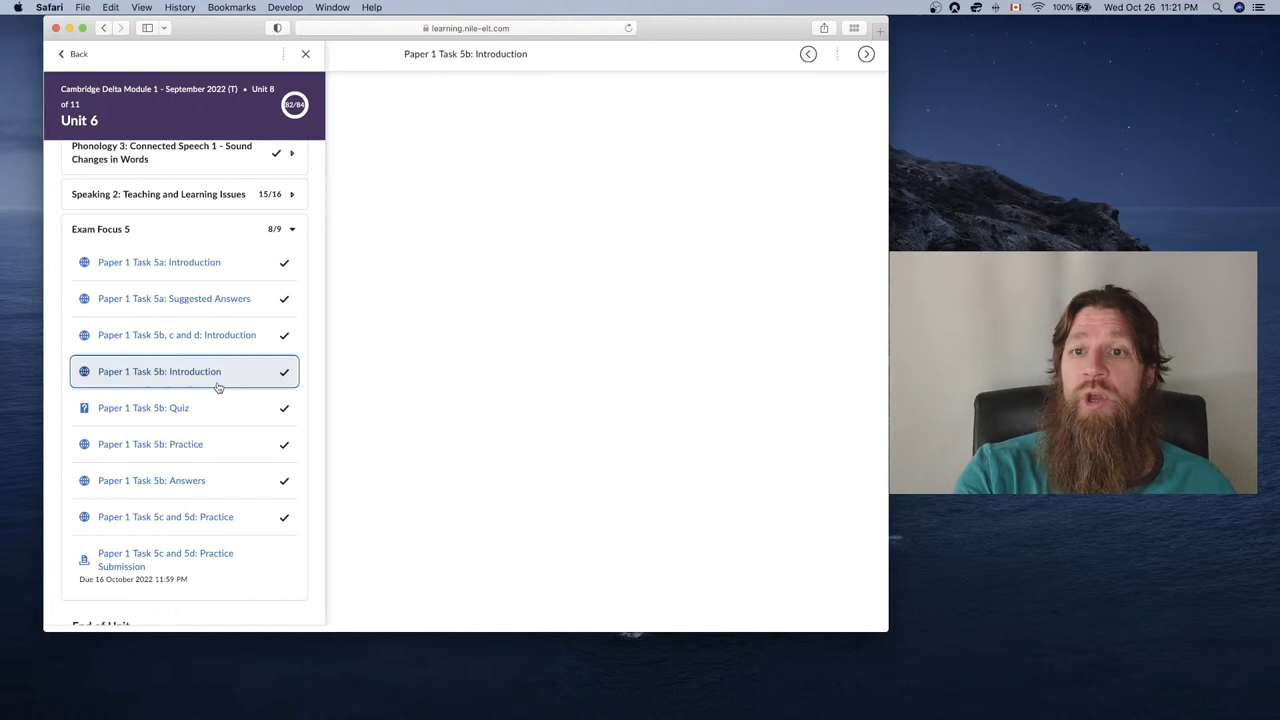 Safari File Edit View History Bookmarks Develop Window Help
100% Wed Oct 26 11:21 PM
learning.nile-elt.com
Back
Paper 1 Task 5b: Introduction
Cambridge Delta Module 1 - September 2022 (T) • Unit 8
of 11
82/84
Unit 6
Phonology 3: Connected Speech 1 - Sound
Changes in Words
Speaking 2: Teaching and Learning Issues 15/16
Exam Focus 5 8/9
Paper 1 Task 5a: Introduction
Paper 1 Task 5a: Suggested Answers
Paper 1 Task 5b, c and d: Introduction
Paper 1 Task 5b: Introduction
Paper 1 Task 5b: Quiz
Paper 1 Task 5b: Practice
Paper 1 Task 5b: Answers
Paper 1 Task 5c and 5d: Practice
Paper 1 Task 5c and 5d: Practice
Submission
Due 16 October 2022 11:59 PM
End of Unit